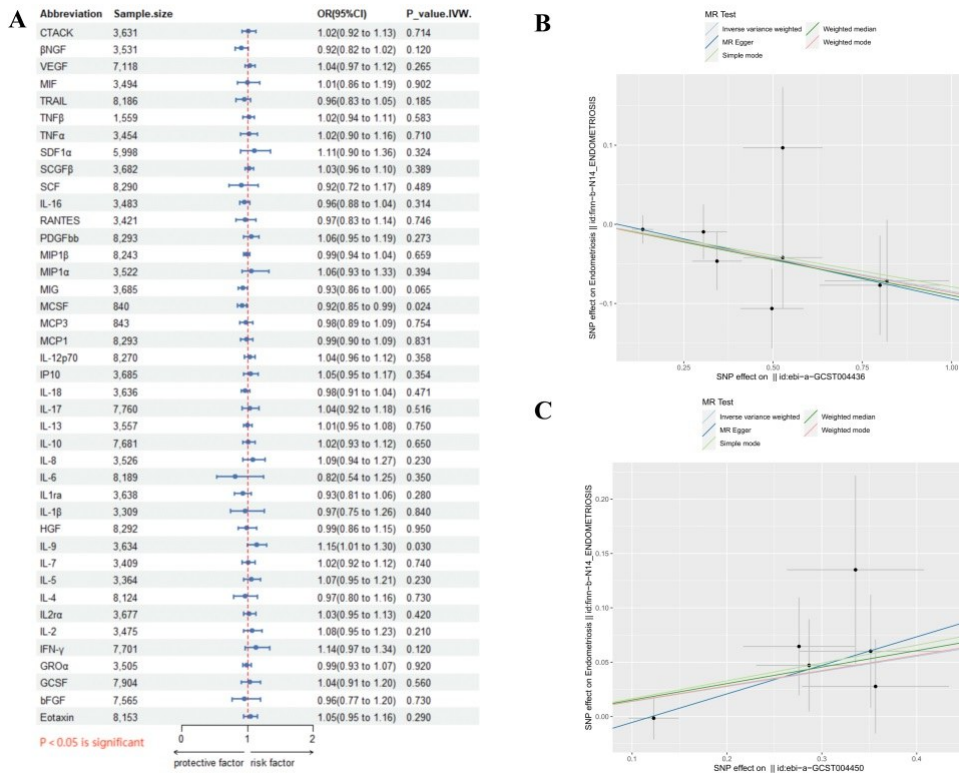 A
Abbreviation Sample.size OR(95%CI) P_value.IVW.
CTACK 3,631 1.02(0.92 to 1.13) 0.714
βNGF 3,531 0.92(0.82 to 1.02) 0.120
VEGF 7,118 1.04(0.97 to 1.12) 0.265
MIF 3,494 1.01(0.86 to 1.19) 0.902
TRAIL 8,186 0.96(0.83 to 1.05) 0.185
TNFβ 1,559 1.02(0.94 to 1.11) 0.583
TNFα 3,454 1.02(0.90 to 1.16) 0.710
SDF1α 5,998 1.11(0.90 to 1.36) 0.324
SCGFβ 3,682 1.03(0.96 to 1.10) 0.389
SCF 8,290 0.92(0.72 to 1.17) 0.489
IL-16 3,483 0.96(0.88 to 1.04) 0.314
RANTES 3,421 0.97(0.83 to 1.14) 0.746
PDGFbb 8,293 1.06(0.95 to 1.19) 0.273
MIP1β 8,243 0.99(0.94 to 1.04) 0.659
MIP1α 3,522 1.06(0.93 to 1.33) 0.394
MIG 3,685 0.93(0.86 to 1.00) 0.065
MCSF 840 0.92(0.85 to 0.99) 0.024
MCP3 843 0.98(0.89 to 1.09) 0.754
MCP1 8,293 0.99(0.90 to 1.09) 0.831
IL-12p70 8,270 1.04(0.96 to 1.12) 0.358
IP10 3,685 1.05(0.95 to 1.17) 0.354
IL-18 3,636 0.98(0.91 to 1.04) 0.471
IL-17 7,760 1.04(0.92 to 1.18) 0.516
IL-13 3,557 1.01(0.95 to 1.08) 0.750
IL-10 7,681 1.02(0.93 to 1.12) 0.650
IL-8 3,526 1.09(0.94 to 1.27) 0.230
IL-6 8,189 0.82(0.54 to 1.25) 0.350
IL1ra 3,638 0.93(0.81 to 1.06) 0.280
IL-1β 3,309 0.97(0.75 to 1.26) 0.840
HGF 8,292 0.99(0.86 to 1.15) 0.950
IL-9 3,634 1.15(1.01 to 1.30) 0.030
IL-7 3,409 1.02(0.92 to 1.12) 0.740
IL-5 3,364 1.07(0.95 to 1.21) 0.230
IL-4 8,124 0.97(0.80 to 1.16) 0.730
IL2rα 3,677 1.03(0.95 to 1.13) 0.420
IL-2 3,475 1.08(0.95 to 1.23) 0.210
IFN-γ 7,701 1.14(0.97 to 1.34) 0.120
GROα 3,505 0.99(0.93 to 1.07) 0.920
GCSF 7,904 1.04(0.91 to 1.20) 0.560
bFGF 7,565 0.96(0.77 to 1.20) 0.730
Eotaxin 8,153 1.05(0.95 to 1.16) 0.290
P < 0.05 is significant
0 1 2
protective factor risk factor
B
MR Test
Inverse variance weighted Weighted median
MR Egger Weighted mode
Simple mode
SNP effect on Endometriosis || id:finn-b-N14_ENDOMETRIOSIS
0.1
0.0
−0.1
0.25 0.50 0.75 1.00
SNP effect on || id:ebi-a-GCST004436
C
MR Test
Inverse variance weighted Weighted median
MR Egger Weighted mode
Simple mode
SNP effect on Endometriosis || id:finn-b-N14_ENDOMETRIOSIS
0.20
0.15
0.10
0.05
0.00
0.1 0.2 0.3 0.4
SNP effect on || id:ebi-a-GCST004450